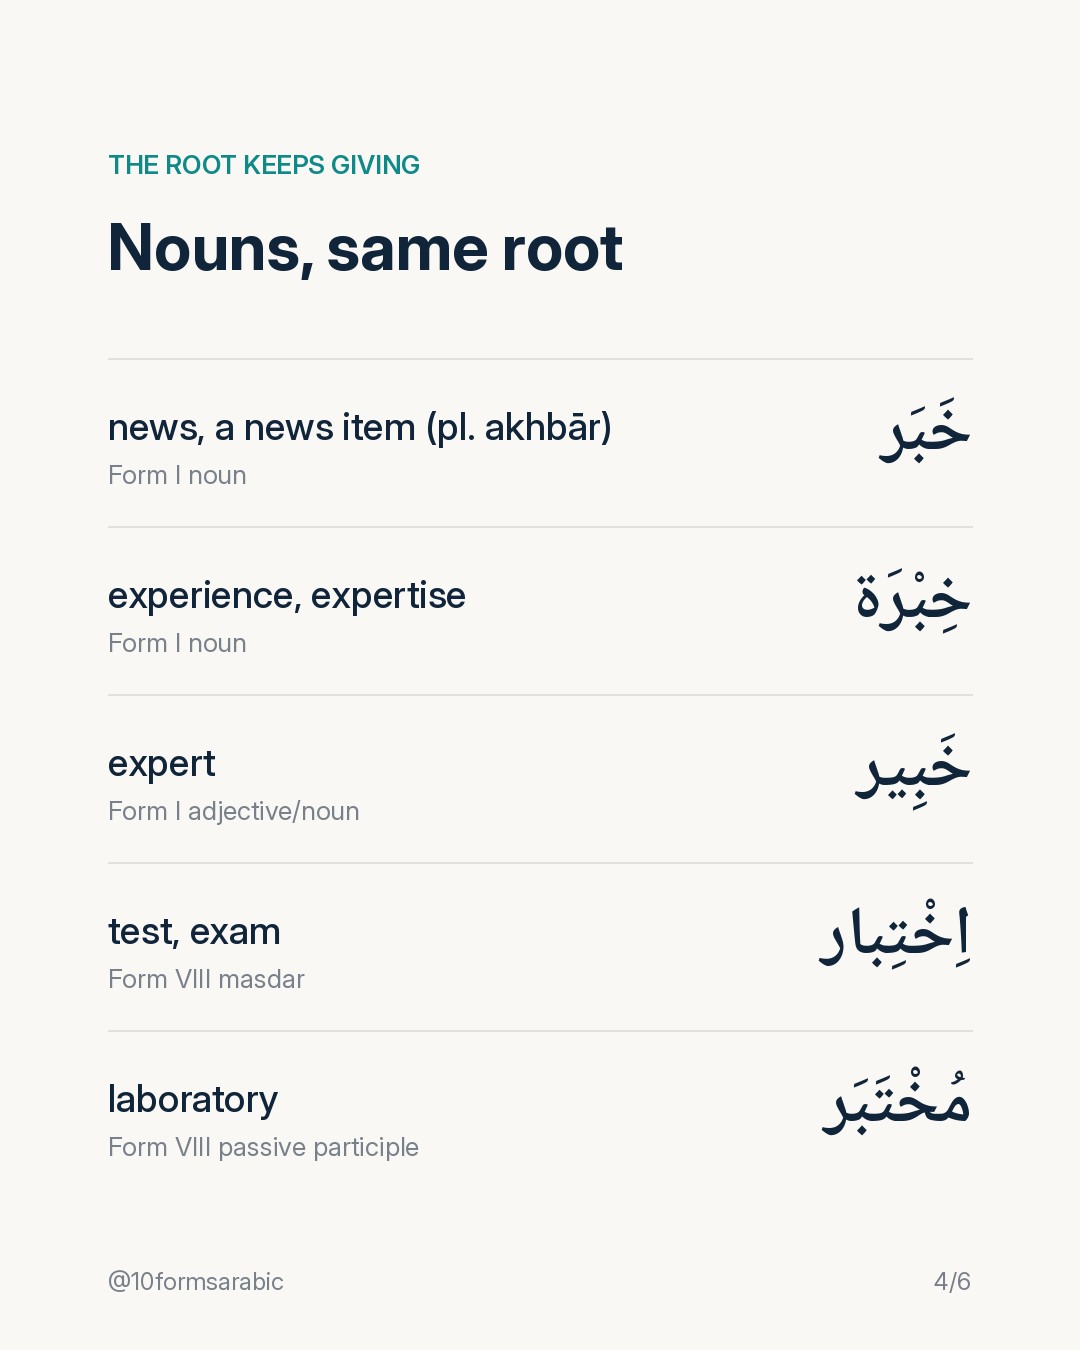 THE ROOT KEEPS GIVING
Nouns, same root
news, a news item (pl. akhbār) خَبَر
Form I noun
experience, expertise خِبْرَة
Form I noun
expert خَبِير
Form I adjective/noun
test, exam اِخْتِبار
Form VIII masdar
laboratory مُخْتَبَر
Form VIII passive participle
@10formsarabic 4/6